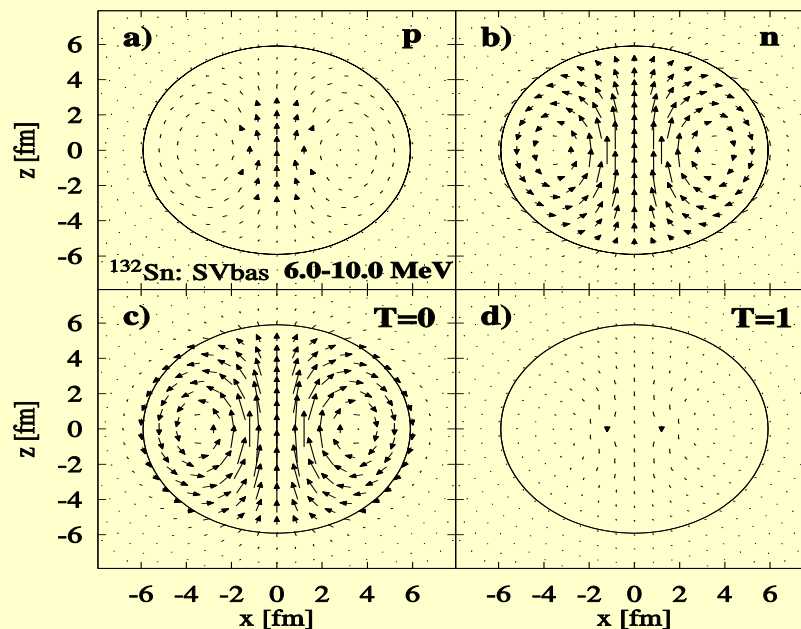 a) p
b) n
6
4
2
0
-2
-4
-6
z [fm]
¹³²Sn: SVbas 6.0-10.0 MeV
c) T=0
d) T=1
6
4
2
0
-2
-4
-6
z [fm]
-6 -4 -2 0 2 4 6
-6 -4 -2 0 2 4 6
x [fm]
x [fm]